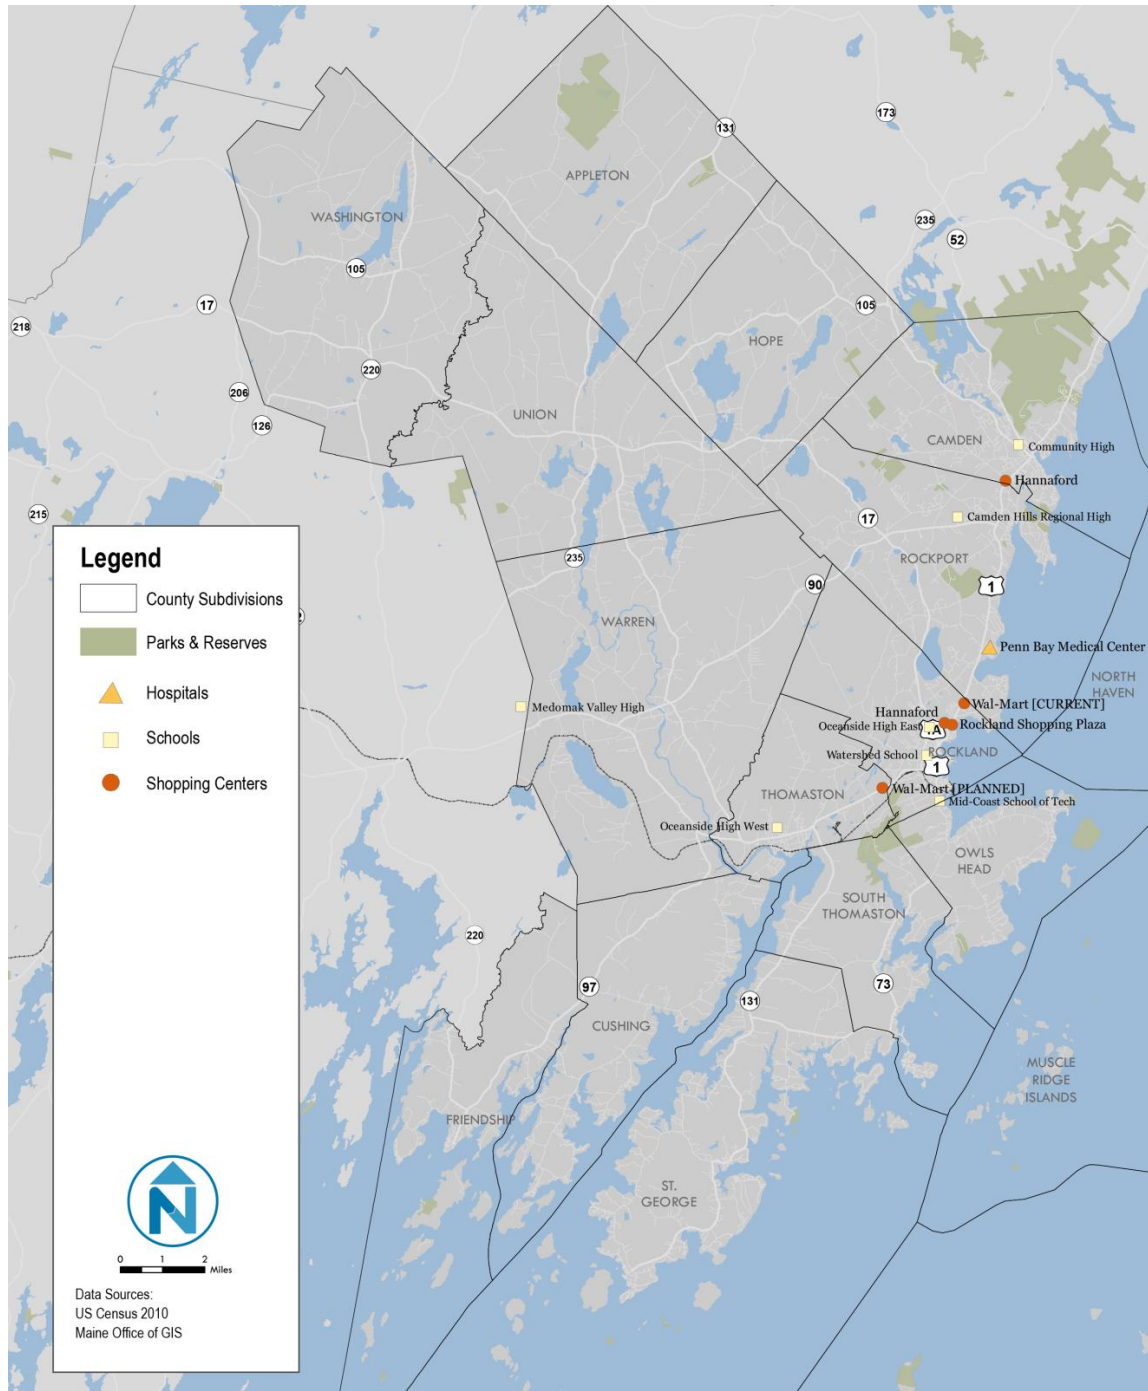 131
173
APPLETON
WASHINGTON
235
52
105
17
105
218
HOPE
220
206
UNION
126
CAMDEN
Community High
Hannaford
215
17
Camden Hills Regional High
235
ROCKPORT
90
1
WARREN
Penn Bay Medical Center
NORTH
HAVEN
Medomak Valley High
Wal-Mart [CURRENT]
Hannaford
Rockland Shopping Plaza
Oceanside High East
1A
ROCKLAND
Watershed School
1
Wal-Mart [PLANNED]
THOMASTON
Mid-Coast School of Tech
Oceanside High West
OWLS
HEAD
SOUTH
THOMASTON
220
97
131
73
CUSHING
MUSCLE
RIDGE
ISLANDS
FRIENDSHIP
ST.
GEORGE
Legend
County Subdivisions
Parks & Reserves
Hospitals
Schools
Shopping Centers
N
0 1 2
Miles
Data Sources:
US Census 2010
Maine Office of GIS